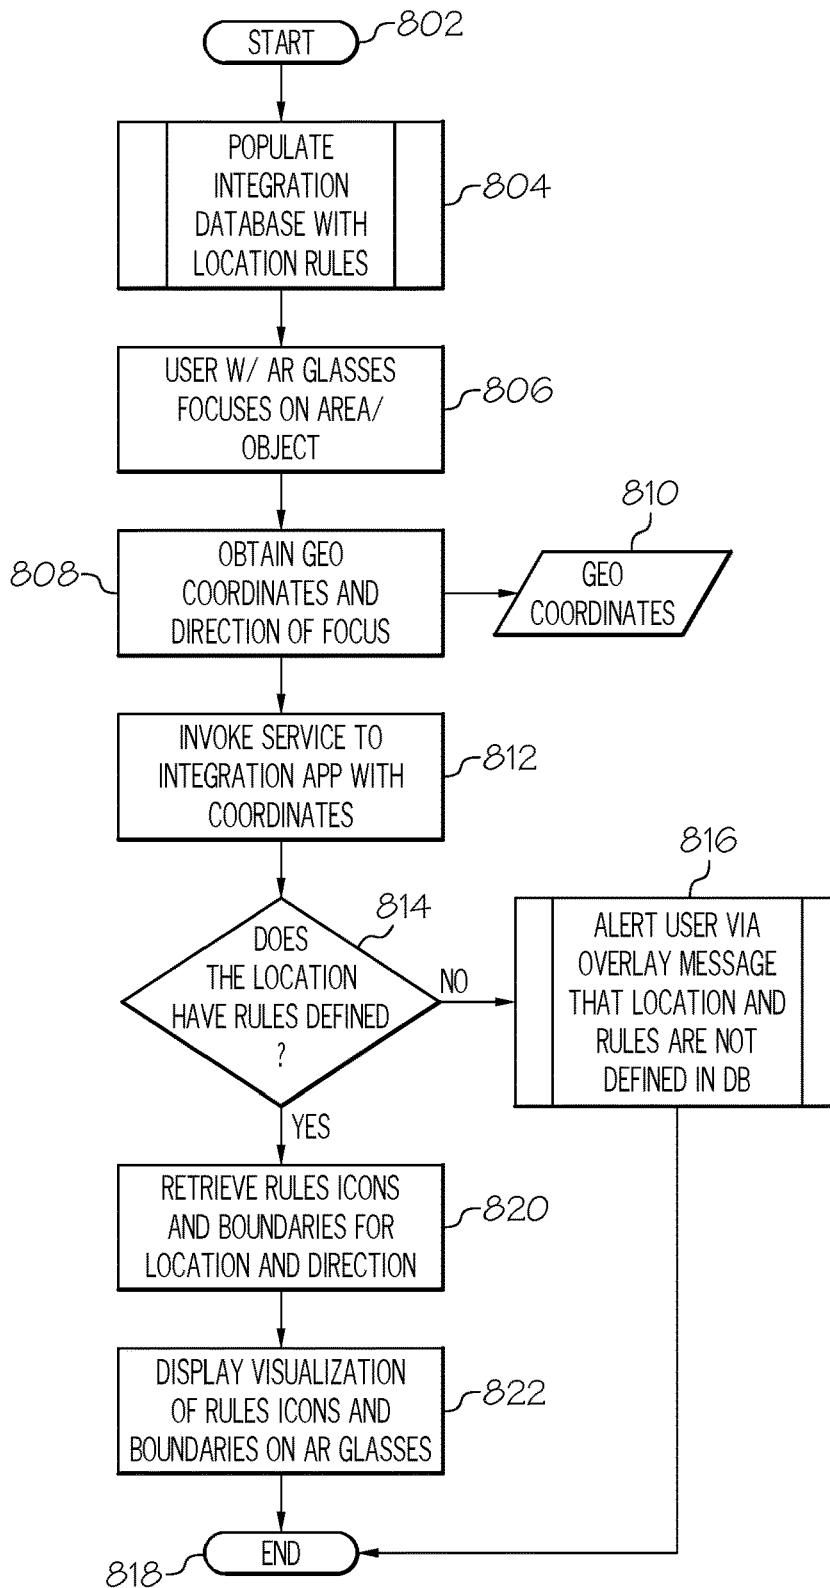 START
802
POPULATE
INTEGRATION
DATABASE WITH
LOCATION RULES
804
USER W/ AR GLASSES
FOCUSES ON AREA/
OBJECT
806
808
OBTAIN GEO
COORDINATES AND
DIRECTION OF FOCUS
810
GEO
COORDINATES
INVOKE SERVICE TO
INTEGRATION APP WITH
COORDINATES
812
814
DOES
THE LOCATION
HAVE RULES DEFINED
?
NO
816
ALERT USER VIA
OVERLAY MESSAGE
THAT LOCATION AND
RULES ARE NOT
DEFINED IN DB
YES
RETRIEVE RULES ICONS
AND BOUNDARIES FOR
LOCATION AND DIRECTION
820
DISPLAY VISUALIZATION
OF RULES ICONS AND
BOUNDARIES ON AR GLASSES
822
818
END